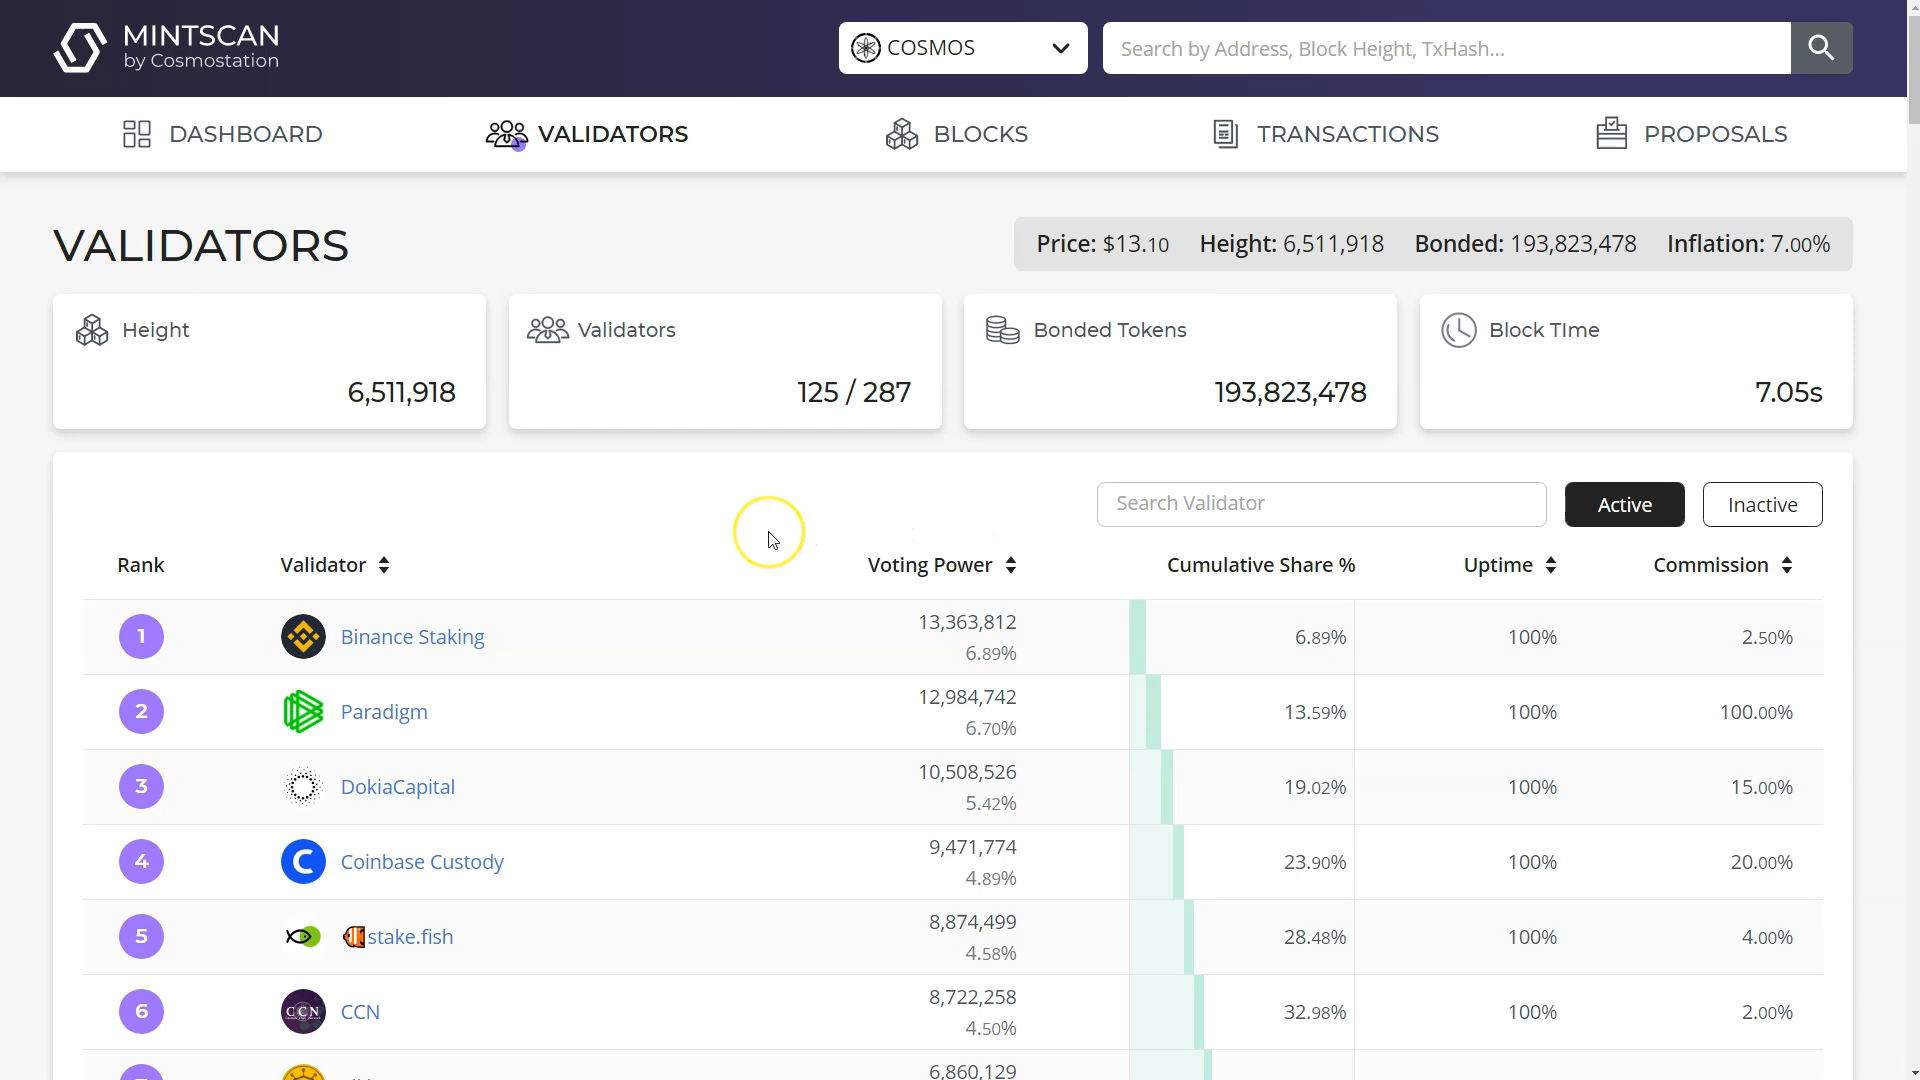 MINTSCAN
by Cosmostation
COSMOS
Search by Address, Block Height, TxHash...
DASHBOARD
VALIDATORS
BLOCKS
TRANSACTIONS
PROPOSALS
VALIDATORS
Price: $13.10 Height: 6,511,918 Bonded: 193,823,478 Inflation: 7.00%
Height
6,511,918
Validators
125 / 287
Bonded Tokens
193,823,478
Block TIme
7.05s
Search Validator
Active
Inactive
Rank Validator Voting Power Cumulative Share % Uptime Commission
1 Binance Staking 13,363,812 6.89% 100% 2.50%
6.89%
2 Paradigm 12,984,742 13.59% 100% 100.00%
6.70%
3 DokiaCapital 10,508,526 19.02% 100% 15.00%
5.42%
4 Coinbase Custody 9,471,774 23.90% 100% 20.00%
4.89%
5 stake.fish 8,874,499 28.48% 100% 4.00%
4.58%
6 CCN CCN 8,722,258 32.98% 100% 2.00%
4.50%
6,860,129